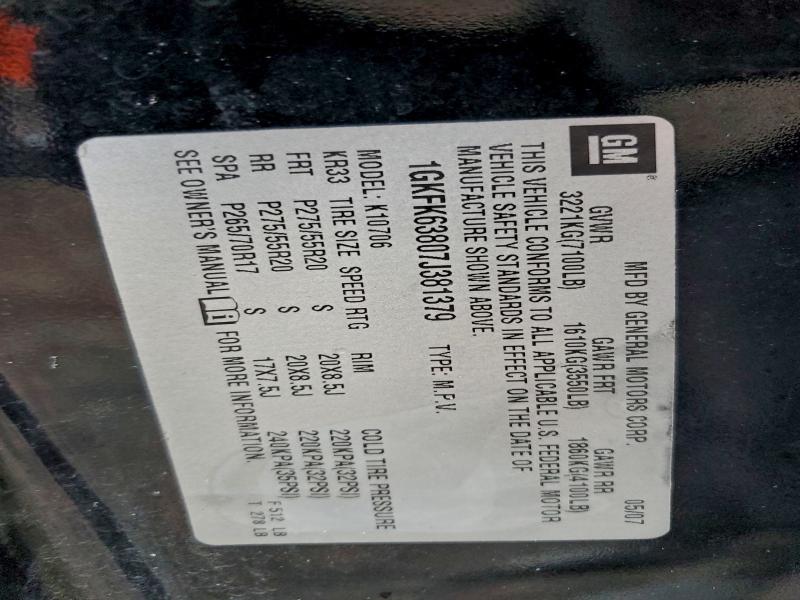 GM ®
MFD BY GENERAL MOTORS CORP. 05/07
GVWR GAWR FRT GAWR RR
3221KG(7100LB) 1610KG(3550LB) 1860KG(4100LB)
THIS VEHICLE CONFORMS TO ALL APPLICABLE U.S. FEDERAL MOTOR
VEHICLE SAFETY STANDARDS IN EFFECT ON THE DATE OF
MANUFACTURE SHOWN ABOVE.
1GKFK63807J381379 TYPE: M.P.V.
MODEL: K10706
KR33 TIRE SIZE SPEED RTG RIM COLD TIRE PRESSURE
FRT P275/55R20 S 20X8.5J 220KPA(32PSI)
RR P275/55R20 S 20X8.5J 220KPA(32PSI)
SPA P265/70R17 S 17X7.5J 240KPA(35PSI)
SEE OWNER'S MANUAL FOR MORE INFORMATION.
F 512 LB
T 278 LB